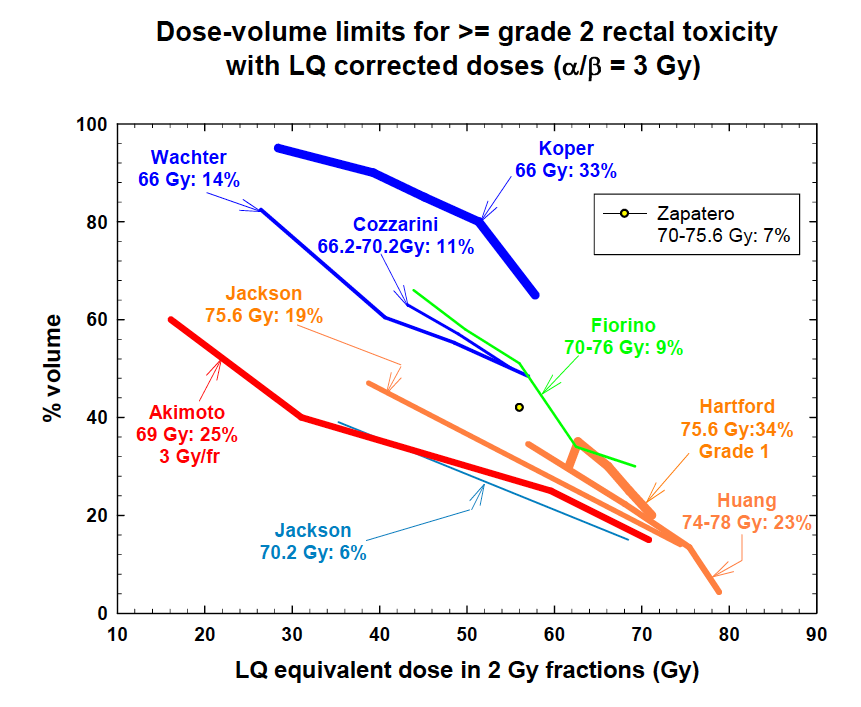 Dose-volume limits for >= grade 2 rectal toxicity
with LQ corrected doses (α/β = 3 Gy)
100
80
60
40
20
0
% volume
Wachter
66 Gy: 14%
Koper
66 Gy: 33%
Zapatero
70-75.6 Gy: 7%
Cozzarini
66.2-70.2Gy: 11%
Jackson
75.6 Gy: 19%
Fiorino
70-76 Gy: 9%
Akimoto
69 Gy: 25%
3 Gy/fr
Hartford
75.6 Gy:34%
Grade 1
Huang
74-78 Gy: 23%
Jackson
70.2 Gy: 6%
10 20 30 40 50 60 70 80 90
LQ equivalent dose in 2 Gy fractions (Gy)